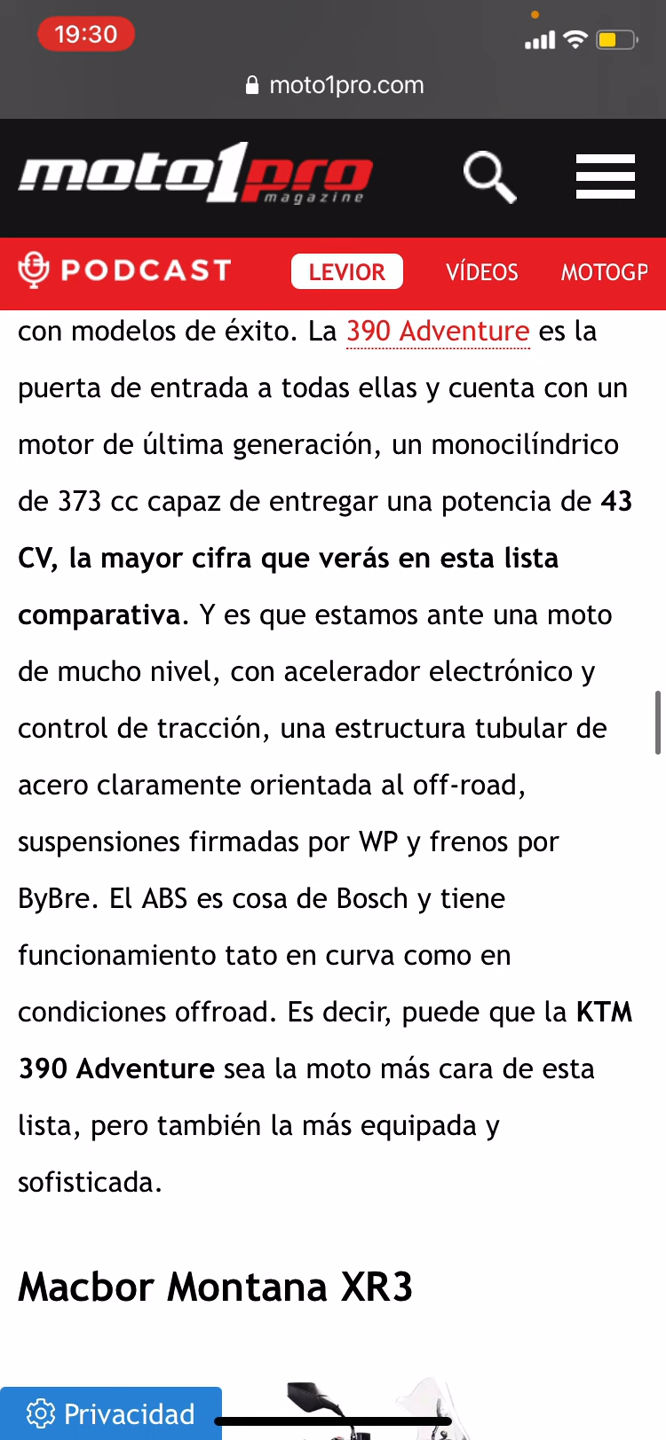 19:30
moto1pro.com
moto1pro
magazine
PODCAST LEVIOR VÍDEOS MOTOGP
con modelos de éxito. La 390 Adventure es la
puerta de entrada a todas ellas y cuenta con un
motor de última generación, un monocilíndrico
de 373 cc capaz de entregar una potencia de 43
CV, la mayor cifra que verás en esta lista
comparativa. Y es que estamos ante una moto
de mucho nivel, con acelerador electrónico y
control de tracción, una estructura tubular de
acero claramente orientada al off-road,
suspensiones firmadas por WP y frenos por
ByBre. El ABS es cosa de Bosch y tiene
funcionamiento tato en curva como en
condiciones offroad. Es decir, puede que la KTM
390 Adventure sea la moto más cara de esta
lista, pero también la más equipada y
sofisticada.
Macbor Montana XR3
Privacidad